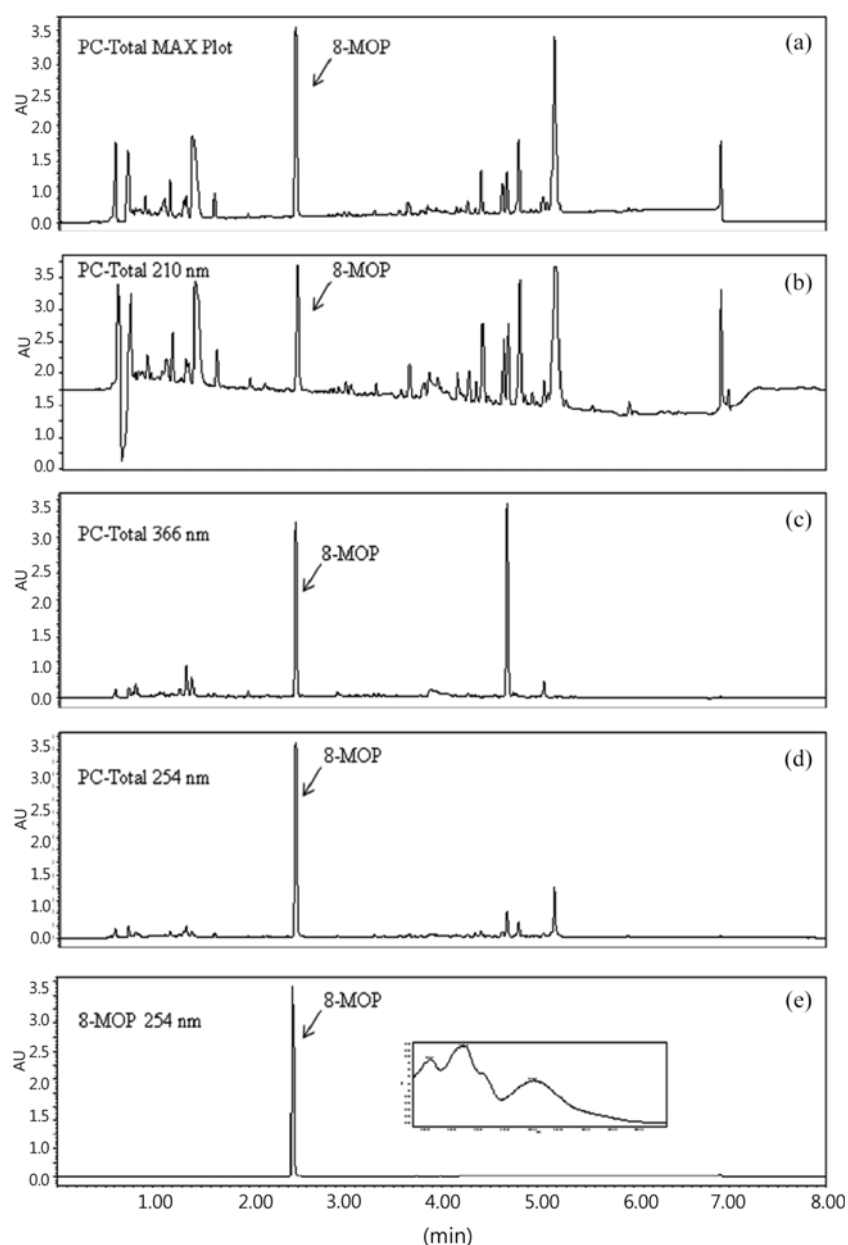 3.5
PC-Total MAX Plot
8-MOP
(a)
3.0
2.5
AU
2.0
1.5
1.0
0.0
3.5
PC-Total 210 nm
8-MOP
(b)
3.0
2.5
AU
2.0
1.5
1.0
0.0
3.5
PC-Total 366 nm
8-MOP
(c)
3.0
2.5
AU
2.0
1.5
1.0
0.0
3.5
PC-Total 254 nm
8-MOP
(d)
3.0
2.5
AU
2.0
1.5
1.0
0.0
3.5
8-MOP 254 nm
8-MOP
(e)
3.0
2.5
AU
2.0
1.5
1.0
0.0
1.00 2.00 3.00 4.00 5.00 6.00 7.00 8.00
(min)